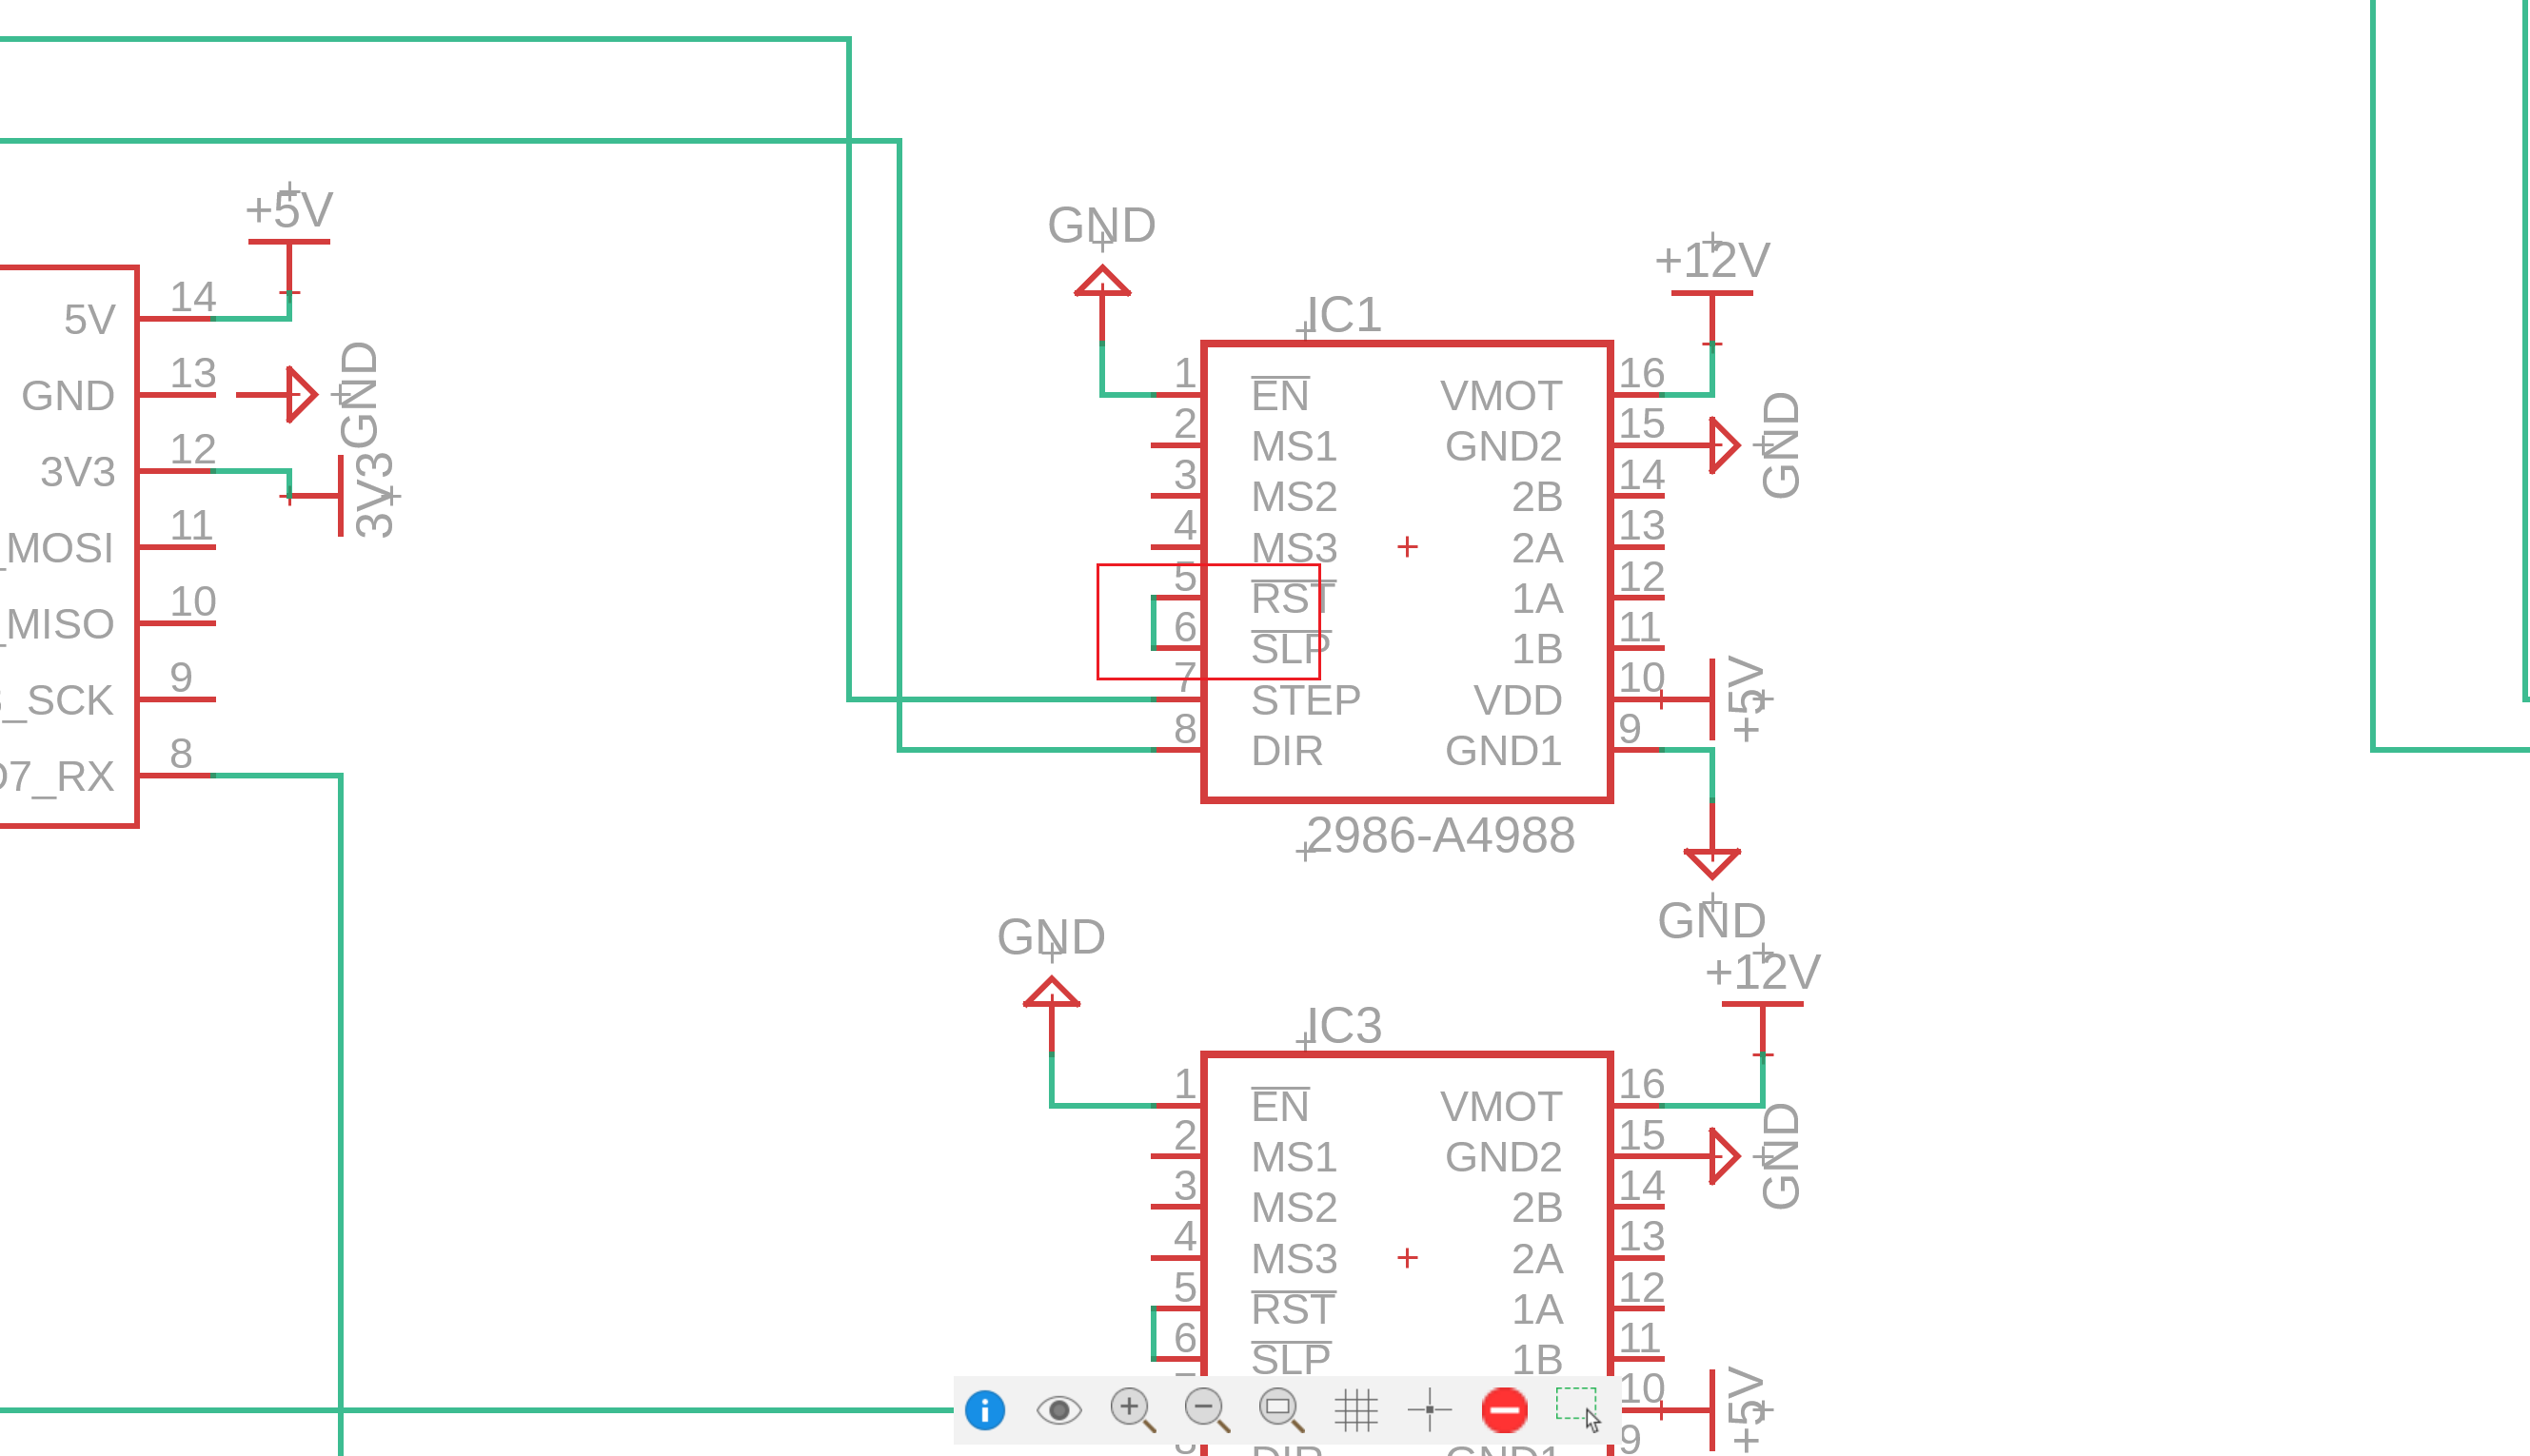 +5V
14
5V
13
GND
GND
12
3V3
3V3
11
_MOSI
10
_MISO
9
_SCK
8
7_RX
GND
+12V
IC1
1
EN
VMOT
16
2
MS1
GND2
15
GND
3
MS2
2B
14
4
MS3
2A
13
5
RST
1A
12
6
SLP
1B
11
7
STEP
VDD
10
+5V
8
DIR
GND1
9
2986-A4988
GND
GND
+12V
IC3
1
EN
VMOT
16
2
MS1
GND2
15
GND
3
MS2
2B
14
4
MS3
2A
13
5
RST
1A
12
6
SLP
1B
11
10
+5V
9